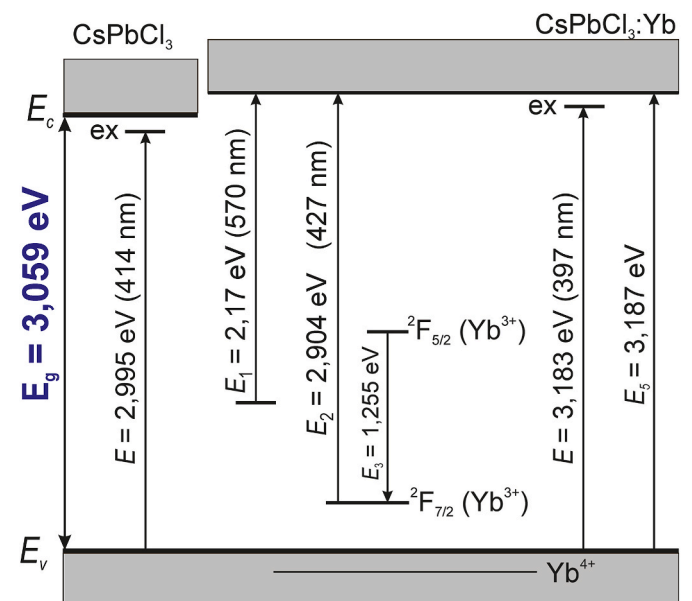 CsPbCl₃
CsPbCl₃:Yb
E꜀
ex
ex
E_g = 3,059 eV
E = 2,995 eV (414 nm)
E₁ = 2,17 eV (570 nm)
E₂ = 2,904 eV (427 nm)
²F₅/₂ (Yb³⁺)
E₃ = 1,255 eV
²F₇/₂ (Yb³⁺)
E = 3,183 eV (397 nm)
E₅ = 3,187 eV
Eᵥ
Yb⁴⁺